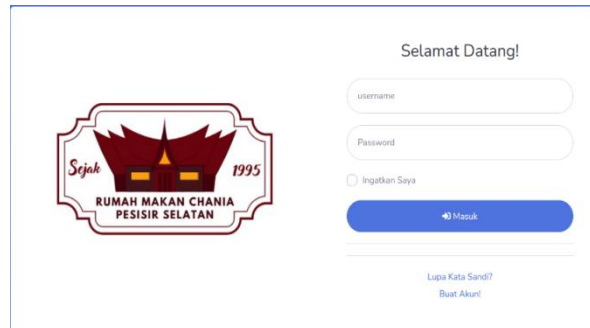 Sejak
1995
RUMAH MAKAN CHANIA
PESISIR SELATAN
Selamat Datang!
username
Password
Ingatkan Saya
Masuk
Lupa Kata Sandi?
Buat Akun!